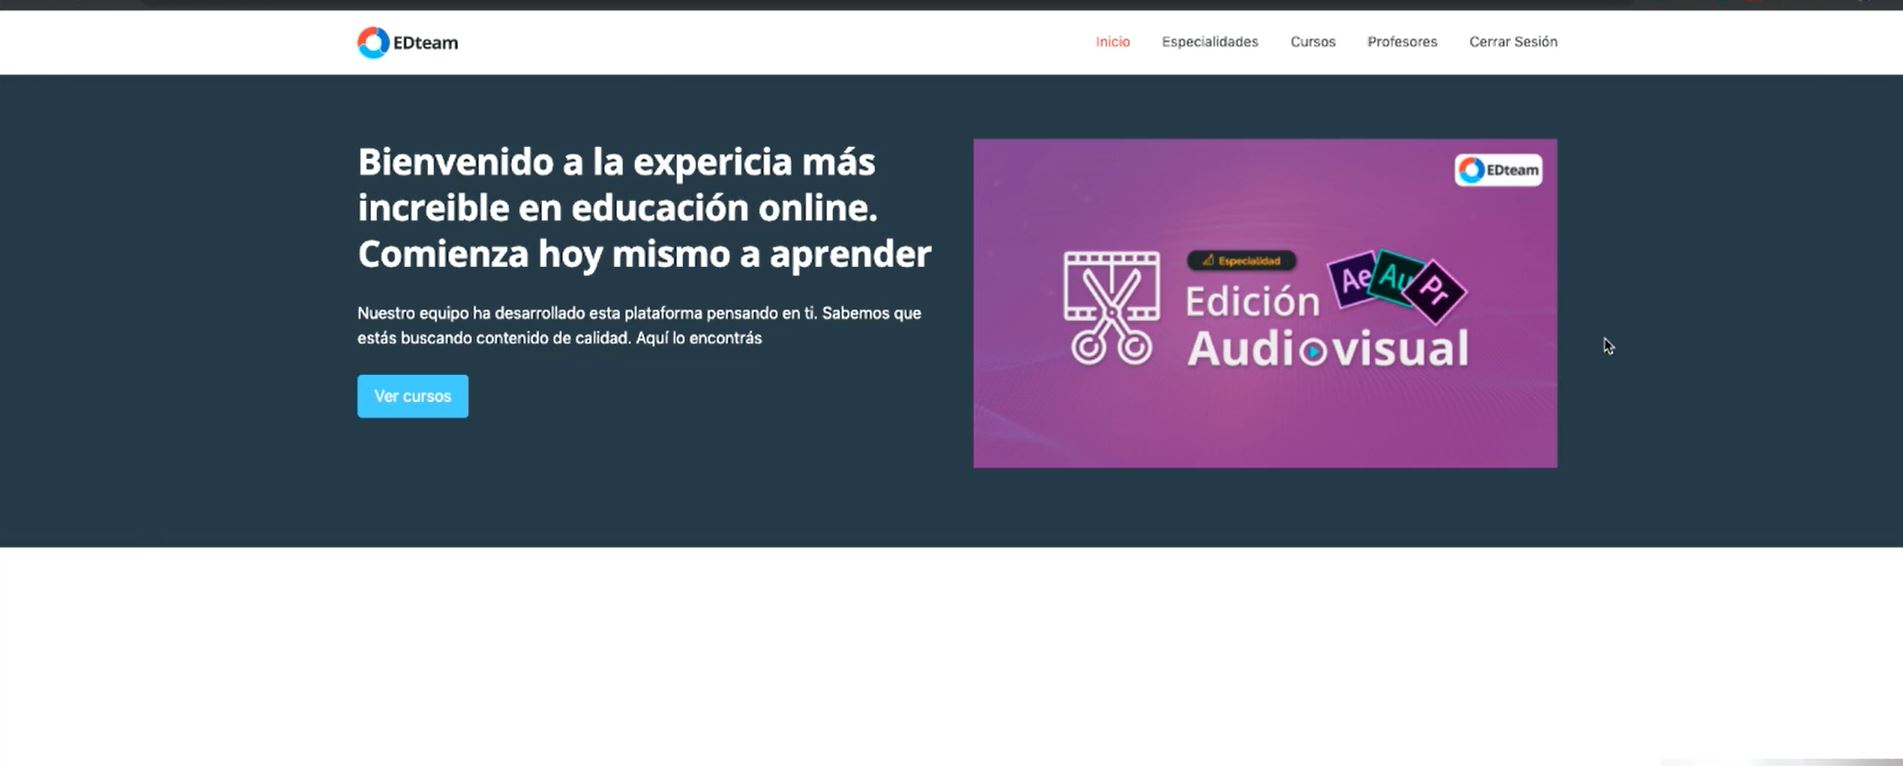 EDteam
Inicio Especialidades Cursos Profesores Cerrar Sesión
Bienvenido a la expericia más
increible en educación online.
Comienza hoy mismo a aprender
Nuestro equipo ha desarrollado esta plataforma pensando en ti. Sabemos que
estás buscando contenido de calidad. Aquí lo encontrás
Ver cursos
EDteam
Especialidad
Edición
Audiovisual
Ae Au Pr